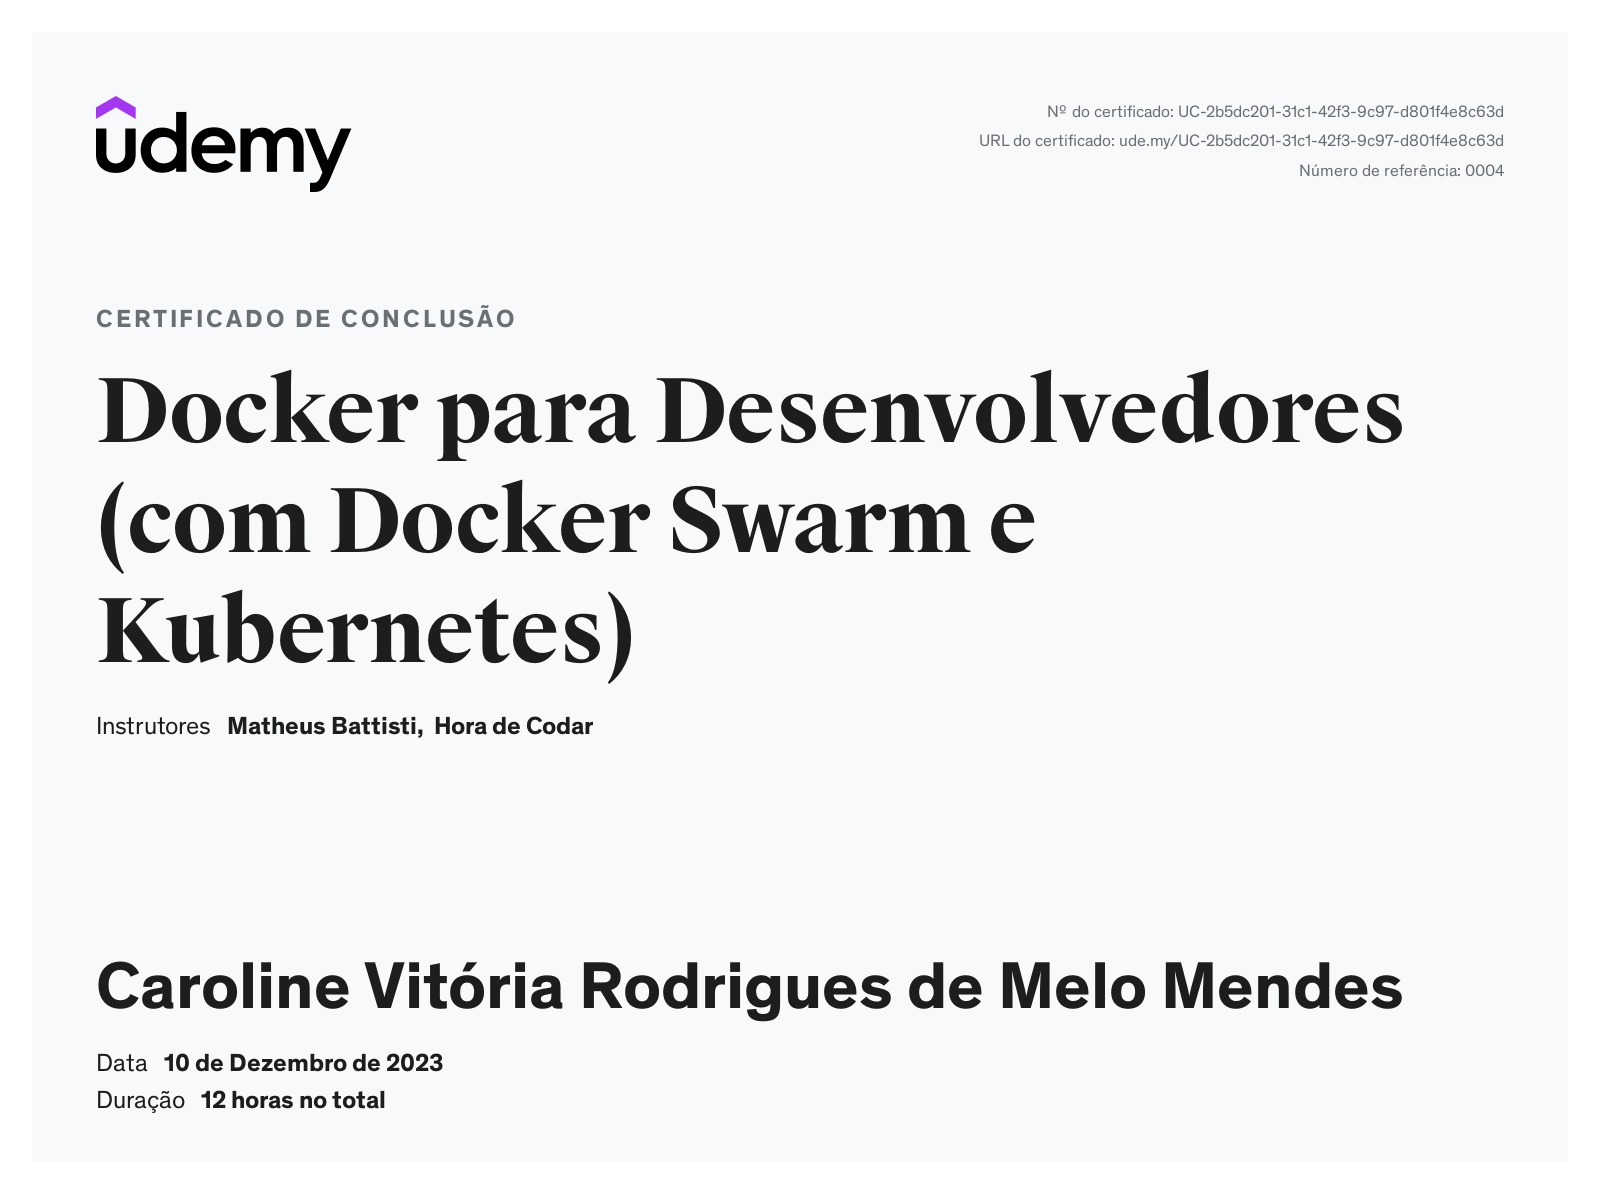 udemy
Nº do certificado: UC-2b5dc201-31c1-42f3-9c97-d801f4e8c63d
URL do certificado: ude.my/UC-2b5dc201-31c1-42f3-9c97-d801f4e8c63d
Número de referência: 0004
CERTIFICADO DE CONCLUSÃO
Docker para Desenvolvedores
(com Docker Swarm e
Kubernetes)
Instrutores Matheus Battisti, Hora de Codar
Caroline Vitória Rodrigues de Melo Mendes
Data 10 de Dezembro de 2023
Duração 12 horas no total